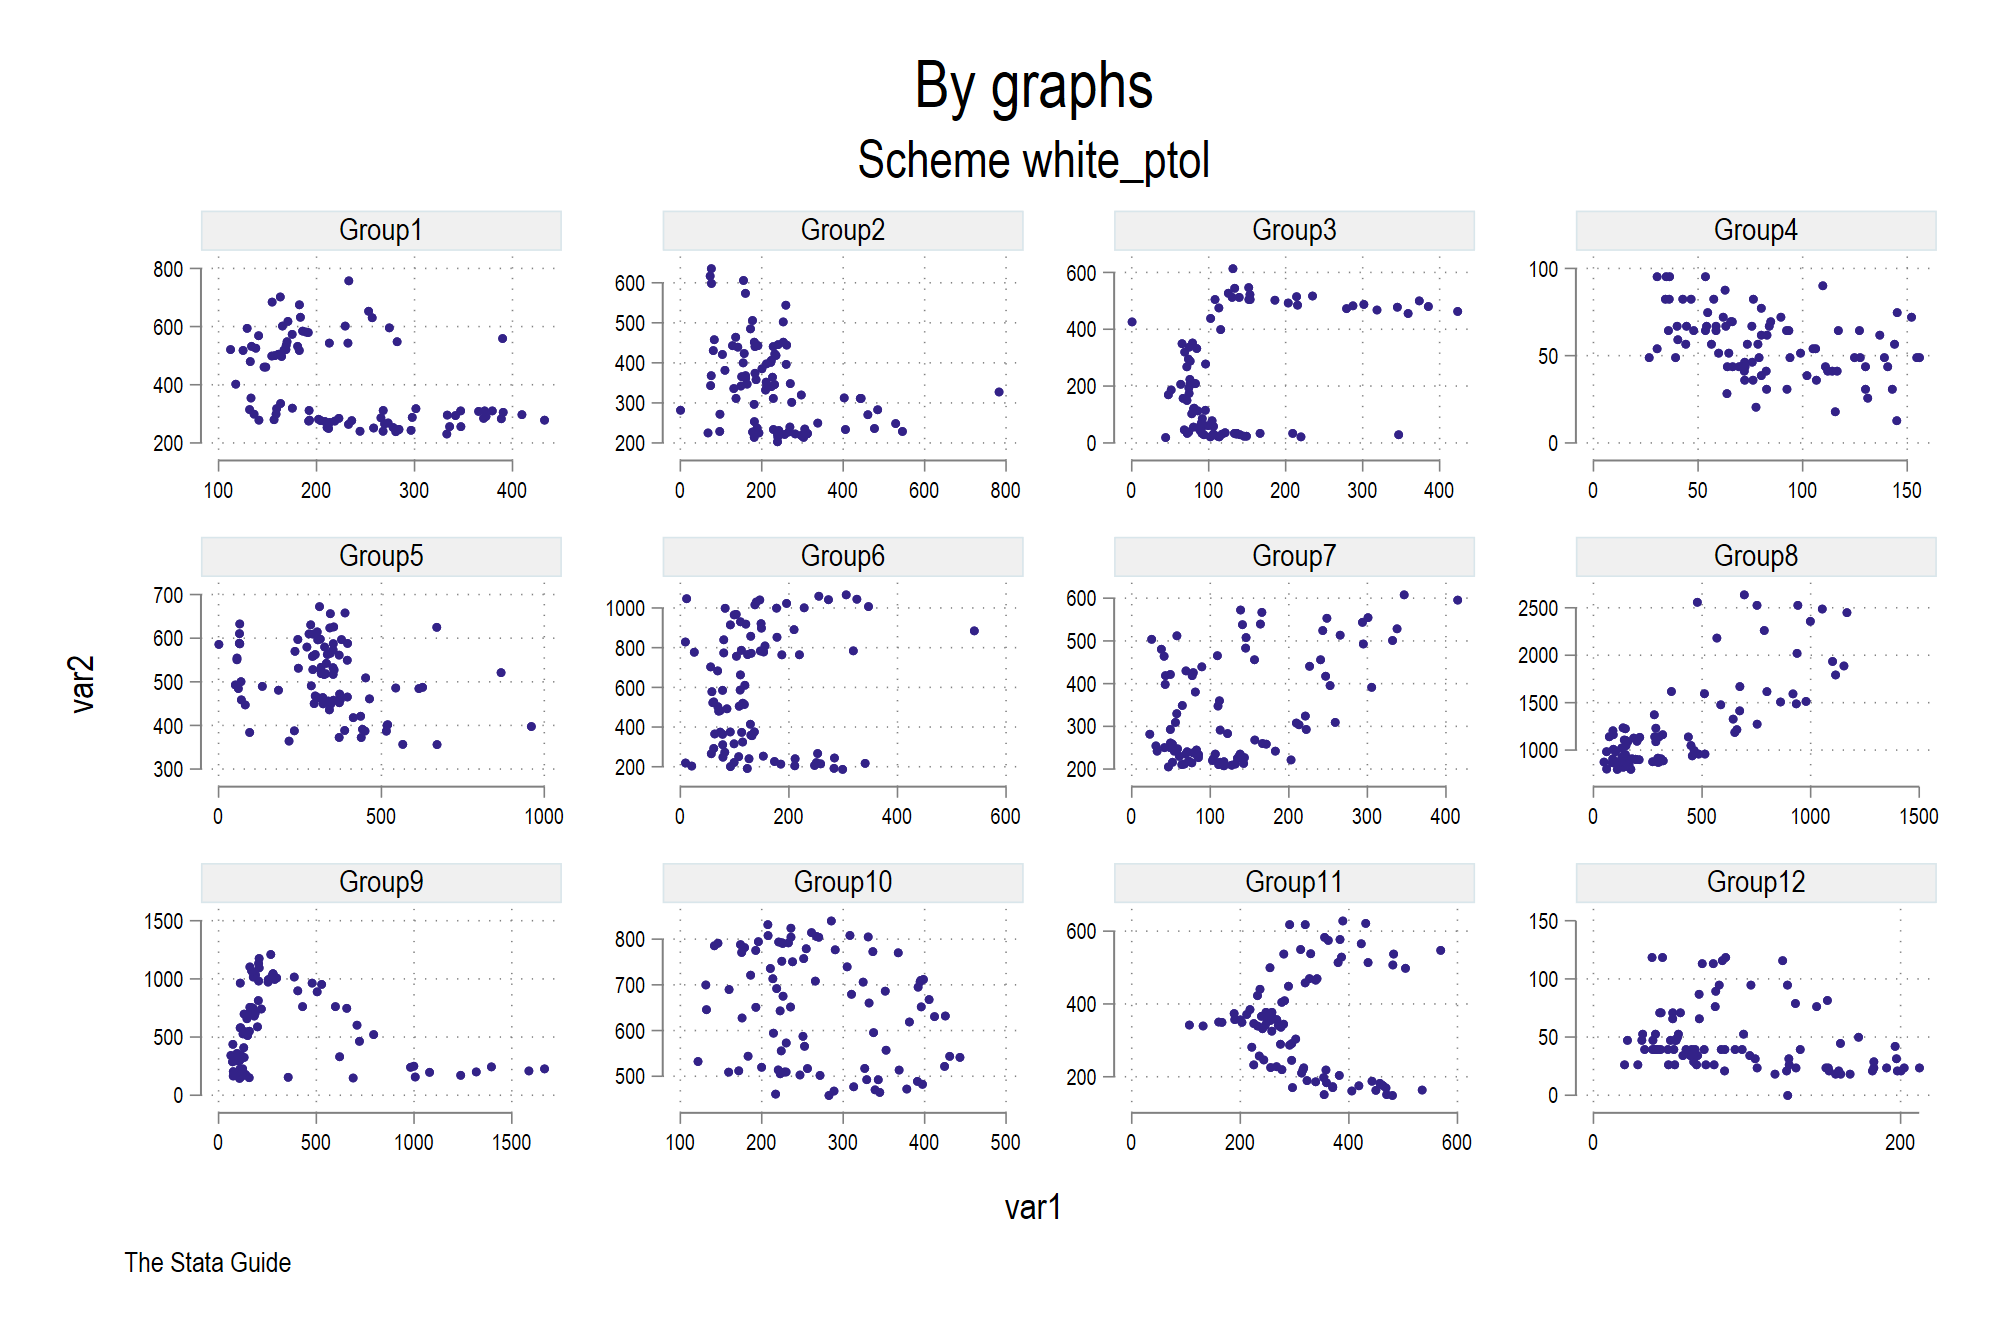 By graphs
Scheme white_ptol
Group1
Group2
Group3
Group4
800
600
400
200
100 200 300 400
600
500
400
300
200
0 200 400 600 800
600
400
200
0
0 100 200 300 400
100
50
0
0 50 100 150
Group5
Group6
Group7
Group8
700
600
500
400
300
0 500 1000
1000
800
600
400
200
0 200 400 600
600
500
400
300
200
0 100 200 300 400
2500
2000
1500
1000
0 500 1000 1500
Group9
Group10
Group11
Group12
1500
1000
500
0
0 500 1000 1500
800
700
600
500
100 200 300 400 500
600
400
200
0 200 400 600
150
100
50
0
0 200
var2
var1
The Stata Guide